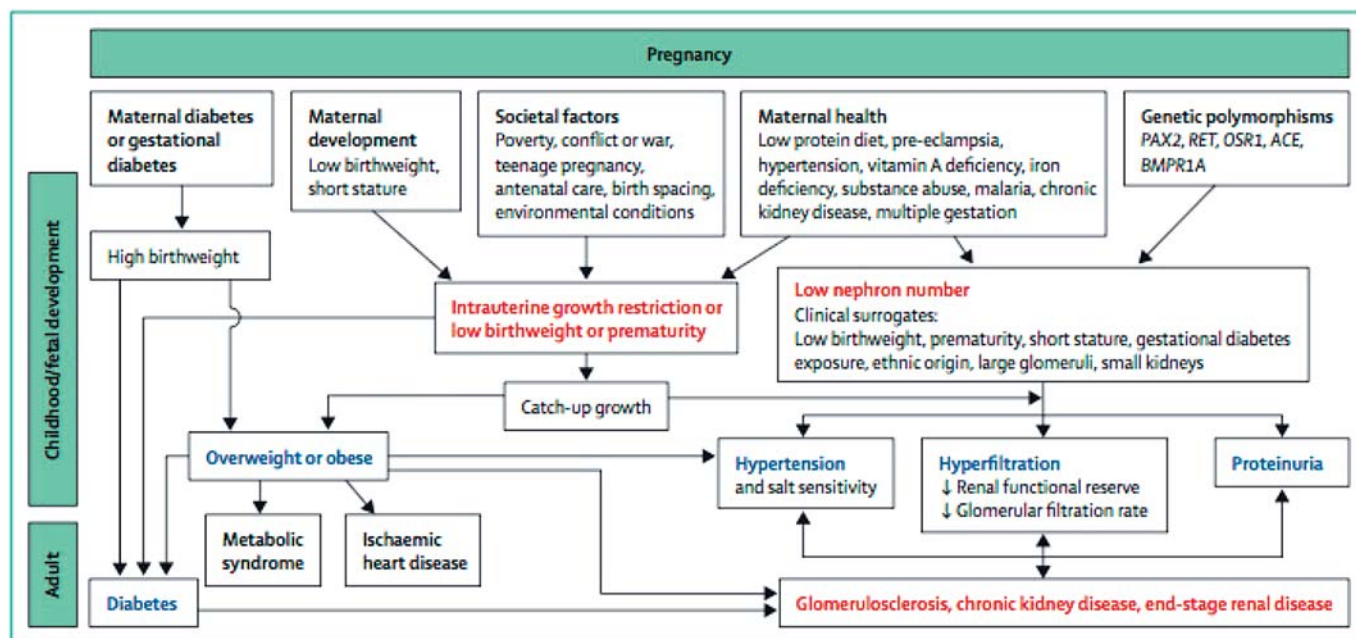 Pregnancy
Maternal diabetes
or gestational
diabetes
Maternal
development
Low birthweight,
short stature
Societal factors
Poverty, conflict or war,
teenage pregnancy,
antenatal care, birth spacing,
environmental conditions
Maternal health
Low protein diet, pre-eclampsia,
hypertension, vitamin A deficiency, iron
deficiency, substance abuse, malaria, chronic
kidney disease, multiple gestation
Genetic polymorphisms
PAX2, RET, OSR1, ACE,
BMPR1A
Childhood/fetal development
High birthweight
Intrauterine growth restriction or
low birthweight or prematurity
Low nephron number
Clinical surrogates:
Low birthweight, prematurity, short stature, gestational diabetes
exposure, ethnic origin, large glomeruli, small kidneys
Catch-up growth
Overweight or obese
Hypertension
and salt sensitivity
Hyperfiltration
↓ Renal functional reserve
↓ Glomerular filtration rate
Proteinuria
Adult
Metabolic
syndrome
Ischaemic
heart disease
Diabetes
Glomerulosclerosis, chronic kidney disease, end-stage renal disease